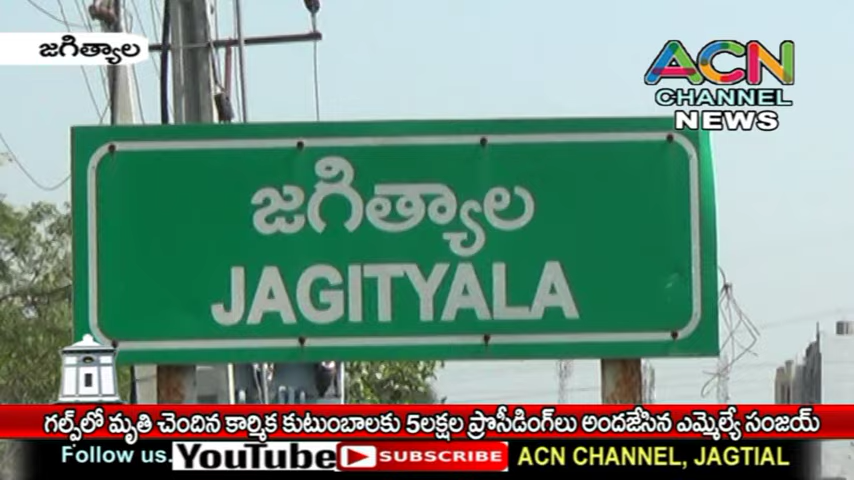 జగిత్యాల
ACN
CHANNEL
NEWS
జగిత్యాల
JAGITYALA
గల్ఫ్‌లో మృతి చెందిన కార్మిక కుటుంబాలకు 5లక్షల ప్రొసీడింగ్‌లు అందజేసిన ఎమ్మెల్యే సంజయ్
Follow us. YouTube SUBSCRIBE ACN CHANNEL, JAGTIAL